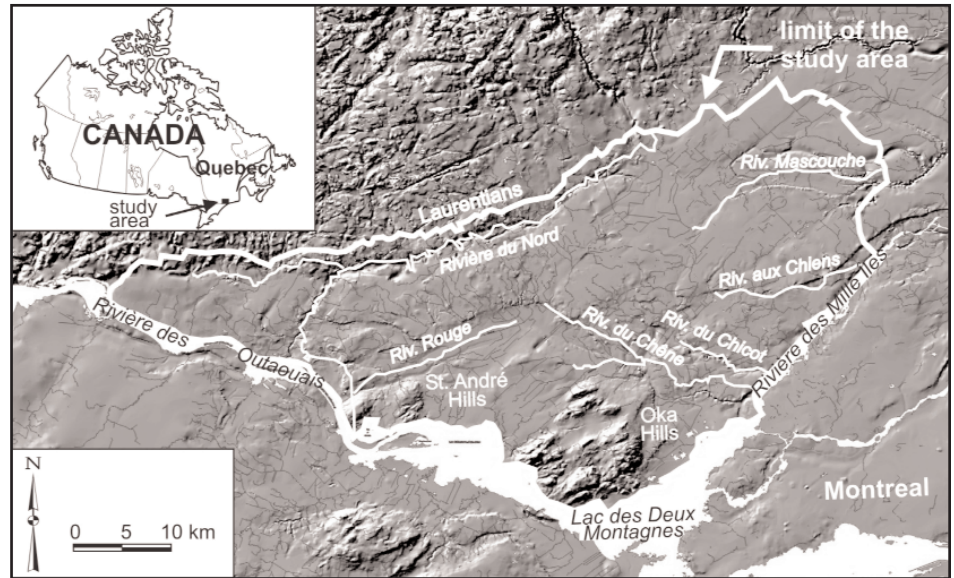 CANADA
Quebec
study
area
limit of the
study area
Laurentians
Rivière du Nord
Riv. Mascouche
Riv. aux Chiens
Rivière des Mille Iles
Rivière des
Outaouais
Riv. Rouge
Riv. du Chêne
Riv. du Chicot
St. André
Hills
Oka
Hills
Lac des Deux
Montagnes
Montreal
N
0 5 10 km